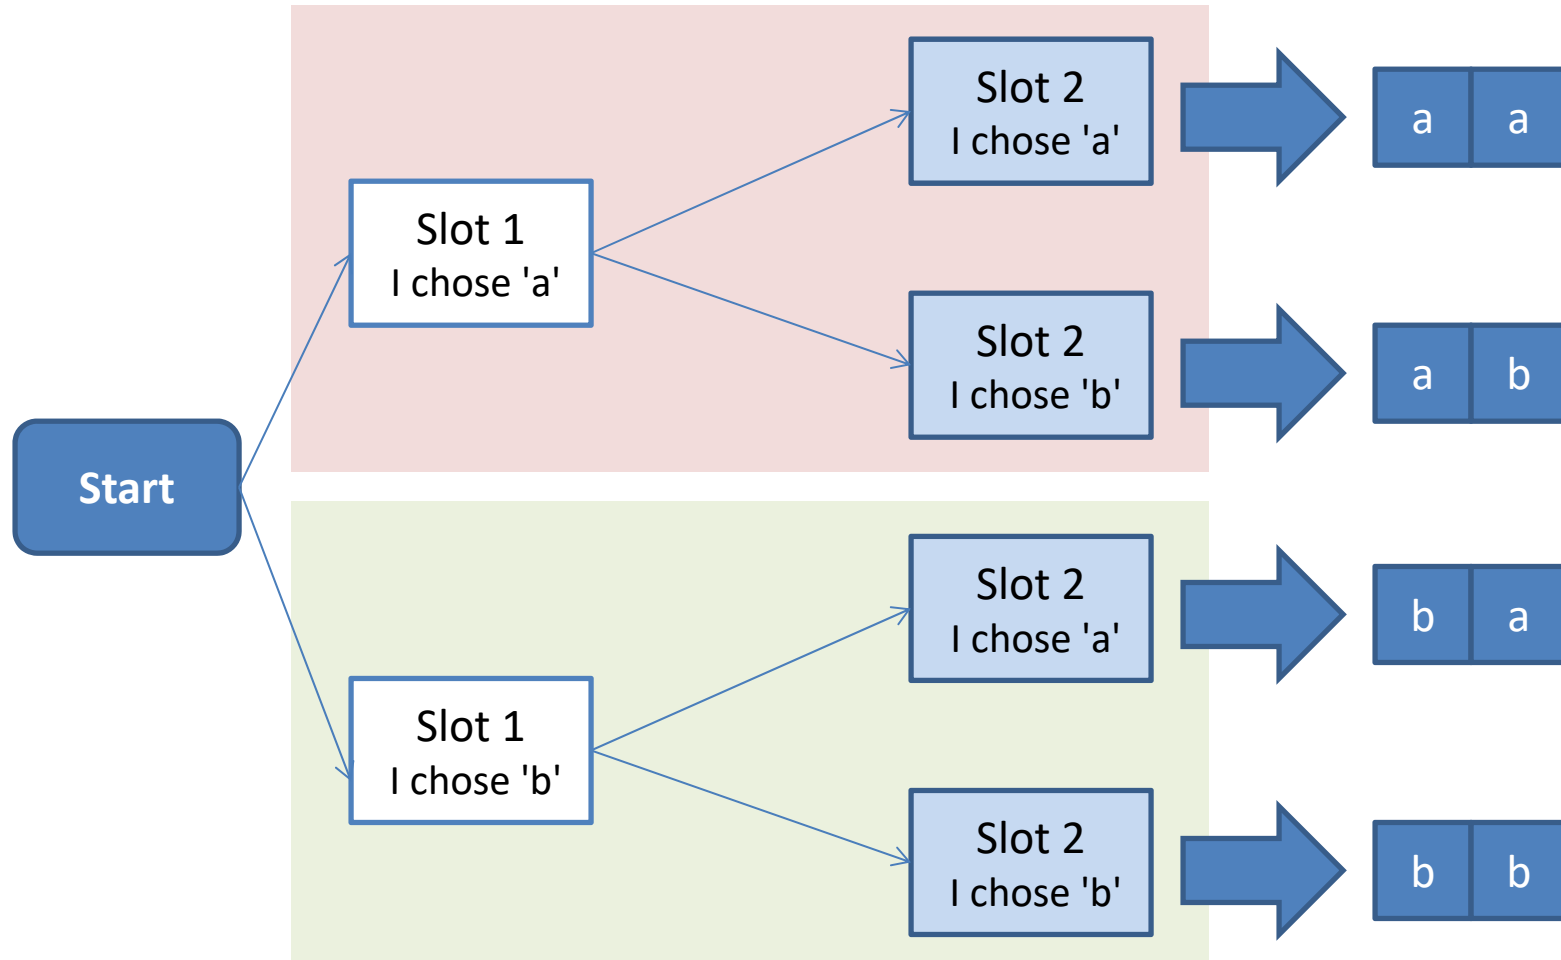 Slot 2
I chose 'a'
a a
Slot 1
I chose 'a'
Slot 2
I chose 'b'
a b
Start
Slot 2
I chose 'a'
b a
Slot 1
I chose 'b'
Slot 2
I chose 'b'
b b